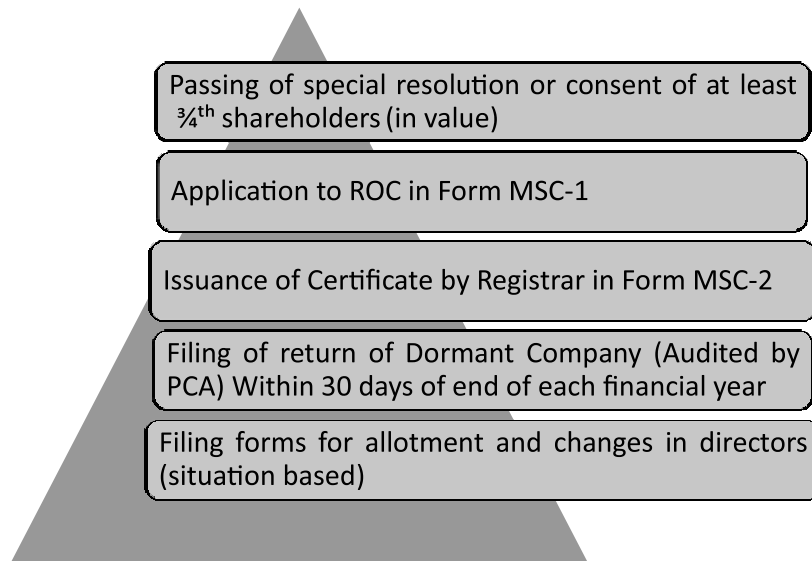 Passing of special resolution or consent of at least
¾th shareholders (in value)
Application to ROC in Form MSC-1
Issuance of Certificate by Registrar in Form MSC-2
Filing of return of Dormant Company (Audited by
PCA) Within 30 days of end of each financial year
Filing forms for allotment and changes in directors
(situation based)